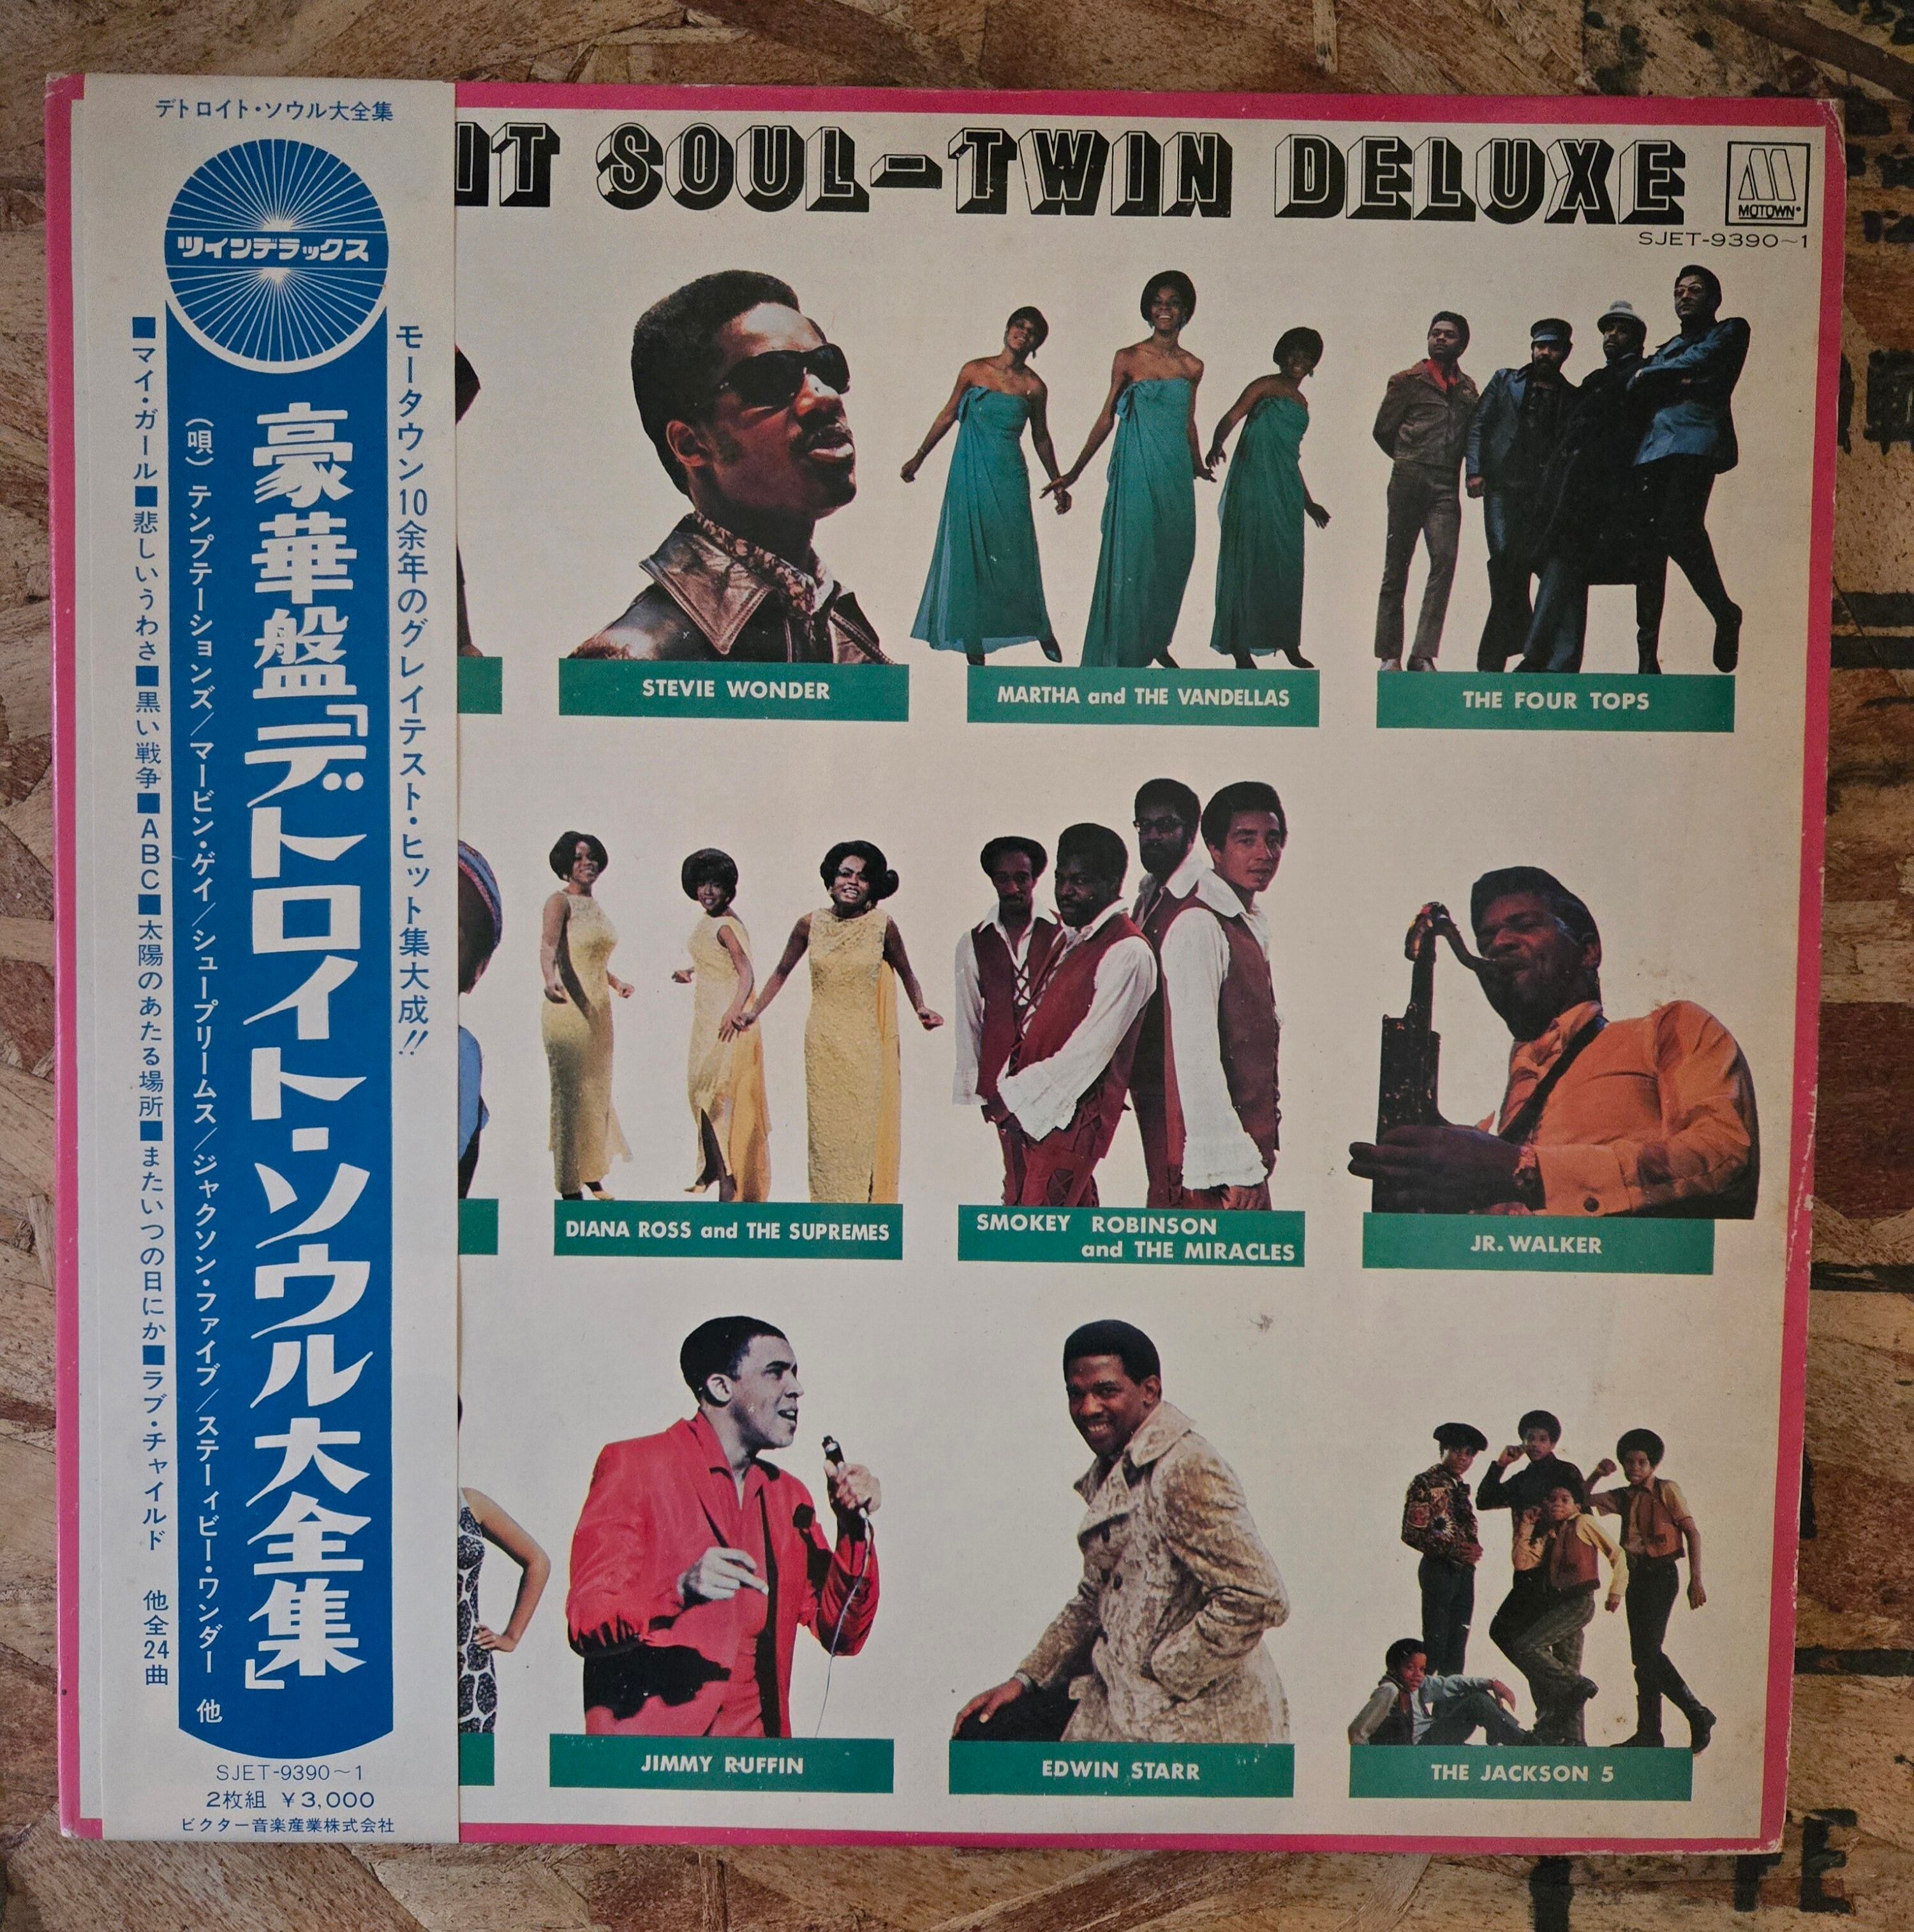 デトロイト・ソウル大全集
ツインデラックス
モータウン10余年のグレイテスト・ヒット集大成!!
豪華盤「デトロイト・ソウル大全集」
(唄) テンプテーションズ/マービン・ゲイ/シュープリームス/ジャクソン・ファイブ/スティービー・ワンダー 他
■マイ・ガール■悲しいうわさ■黒い戦争■ABC■太陽のあたる場所■またいつの日にか■ラブ・チャイルド 他全24曲
SJET-9390~1
2枚組 ¥3,000
ビクター音楽産業株式会社
IT SOUL-TWIN DELUXE
MOTOWN
SJET-9390~1
STEVIE WONDER
MARTHA and THE VANDELLAS
THE FOUR TOPS
DIANA ROSS and THE SUPREMES
SMOKEY ROBINSON
and THE MIRACLES
JR. WALKER
JIMMY RUFFIN
EDWIN STARR
THE JACKSON 5